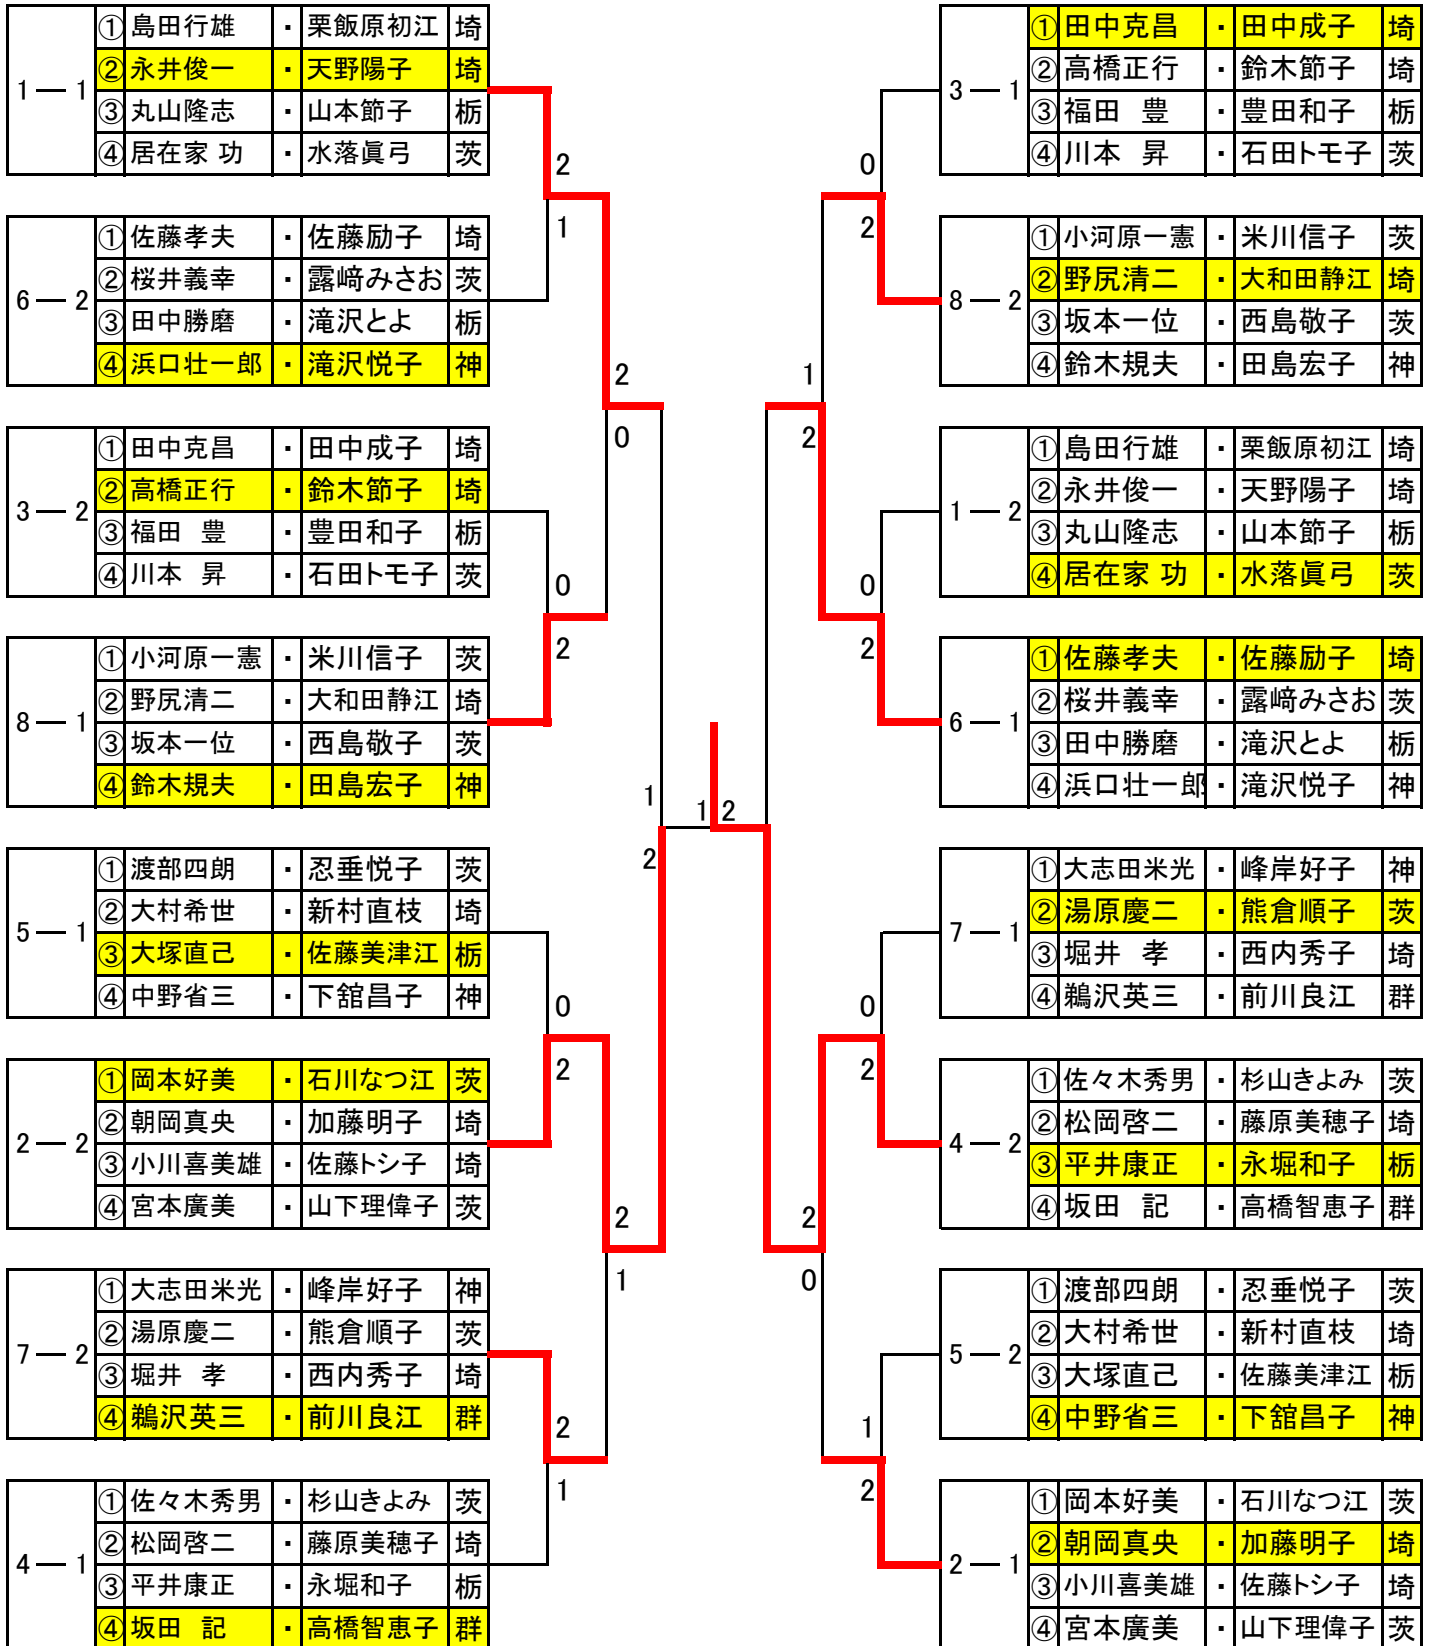 1 — 1
① 島田行雄 ・ 栗飯原初江 埼
② 永井俊一 ・ 天野陽子 埼
③ 丸山隆志 ・ 山本節子 栃
④ 居在家 功 ・ 水落眞弓 茨
2
1
6 — 2
① 佐藤孝夫 ・ 佐藤励子 埼
② 桜井義幸 ・ 露﨑みさお 茨
③ 田中勝磨 ・ 滝沢とよ 栃
④ 浜口壮一郎 ・ 滝沢悦子 神
2
0
3 — 2
① 田中克昌 ・ 田中成子 埼
② 高橋正行 ・ 鈴木節子 埼
③ 福田 豊 ・ 豊田和子 栃
④ 川本 昇 ・ 石田トモ子 茨
0
2
8 — 1
① 小河原一憲 ・ 米川信子 茨
② 野尻清二 ・ 大和田静江 埼
③ 坂本一位 ・ 西島敬子 茨
④ 鈴木規夫 ・ 田島宏子 神
1
2
5 — 1
① 渡部四朗 ・ 忍垂悦子 茨
② 大村希世 ・ 新村直枝 埼
③ 大塚直己 ・ 佐藤美津江 栃
④ 中野省三 ・ 下舘昌子 神
0
2
2 — 2
① 岡本好美 ・ 石川なつ江 茨
② 朝岡真央 ・ 加藤明子 埼
③ 小川喜美雄 ・ 佐藤トシ子 埼
④ 宮本廣美 ・ 山下理偉子 茨
2
1
7 — 2
① 大志田米光 ・ 峰岸好子 神
② 湯原慶二 ・ 熊倉順子 茨
③ 堀井 孝 ・ 西内秀子 埼
④ 鵜沢英三 ・ 前川良江 群
2
1
4 — 1
① 佐々木秀男 ・ 杉山きよみ 茨
② 松岡啓二 ・ 藤原美穂子 埼
③ 平井康正 ・ 永堀和子 栃
④ 坂田 記 ・ 高橋智恵子 群
1 2
3 — 1
① 田中克昌 ・ 田中成子 埼
② 高橋正行 ・ 鈴木節子 埼
③ 福田 豊 ・ 豊田和子 栃
④ 川本 昇 ・ 石田トモ子 茨
0
2
8 — 2
① 小河原一憲 ・ 米川信子 茨
② 野尻清二 ・ 大和田静江 埼
③ 坂本一位 ・ 西島敬子 茨
④ 鈴木規夫 ・ 田島宏子 神
1
2
1 — 2
① 島田行雄 ・ 栗飯原初江 埼
② 永井俊一 ・ 天野陽子 埼
③ 丸山隆志 ・ 山本節子 栃
④ 居在家 功 ・ 水落眞弓 茨
0
2
6 — 1
① 佐藤孝夫 ・ 佐藤励子 埼
② 桜井義幸 ・ 露﨑みさお 茨
③ 田中勝磨 ・ 滝沢とよ 栃
④ 浜口壮一郎 ・ 滝沢悦子 神
7 — 1
① 大志田米光 ・ 峰岸好子 神
② 湯原慶二 ・ 熊倉順子 茨
③ 堀井 孝 ・ 西内秀子 埼
④ 鵜沢英三 ・ 前川良江 群
0
2
4 — 2
① 佐々木秀男 ・ 杉山きよみ 茨
② 松岡啓二 ・ 藤原美穂子 埼
③ 平井康正 ・ 永堀和子 栃
④ 坂田 記 ・ 高橋智恵子 群
2
0
5 — 2
① 渡部四朗 ・ 忍垂悦子 茨
② 大村希世 ・ 新村直枝 埼
③ 大塚直己 ・ 佐藤美津江 栃
④ 中野省三 ・ 下舘昌子 神
1
2
2 — 1
① 岡本好美 ・ 石川なつ江 茨
② 朝岡真央 ・ 加藤明子 埼
③ 小川喜美雄 ・ 佐藤トシ子 埼
④ 宮本廣美 ・ 山下理偉子 茨